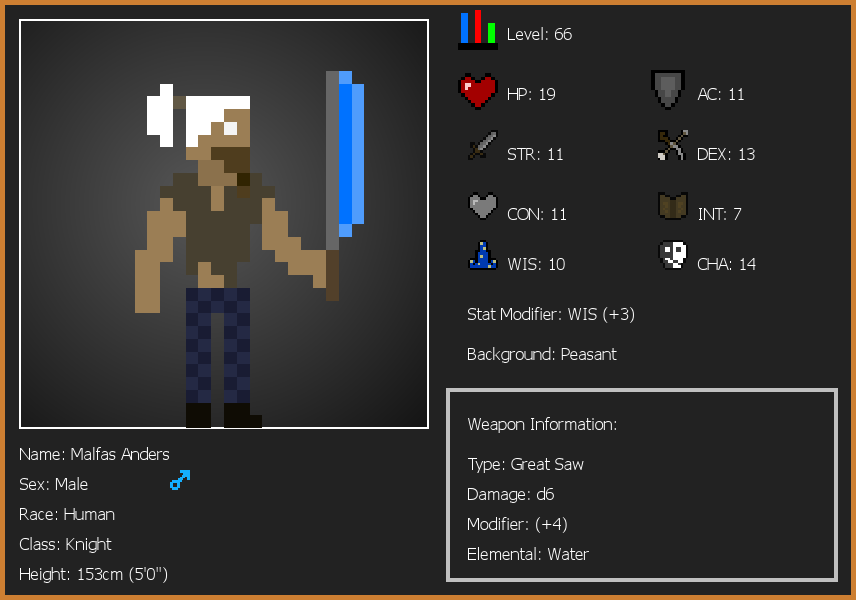 Level: 66
HP: 19
AC: 11
STR: 11
DEX: 13
CON: 11
INT: 7
WIS: 10
CHA: 14
Stat Modifier: WIS (+3)
Background: Peasant
Weapon Information:
Type: Great Saw
Damage: d6
Modifier: (+4)
Elemental: Water
Name: Malfas Anders
Sex: Male
Race: Human
Class: Knight
Height: 153cm (5'0")